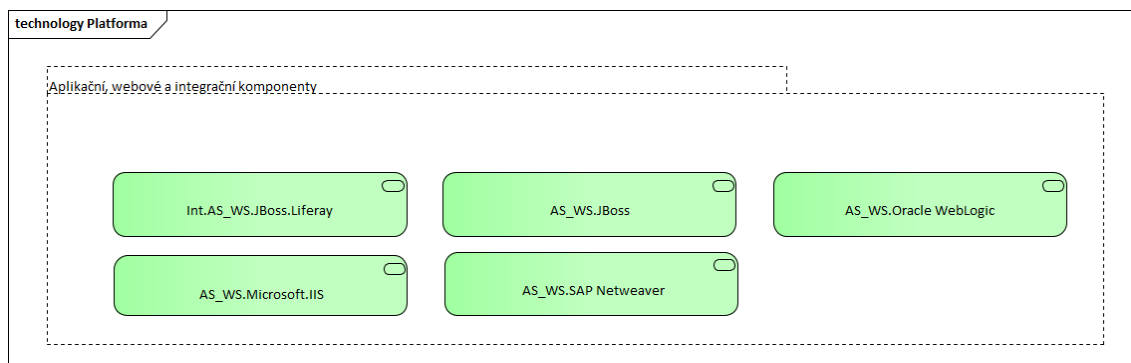 technology Platforma
Aplikační, webové a integrační komponenty
Int.AS_WS.JBoss.Liferay
AS_WS.JBoss
AS_WS.Oracle WebLogic
AS_WS.Microsoft.IIS
AS_WS.SAP Netweaver